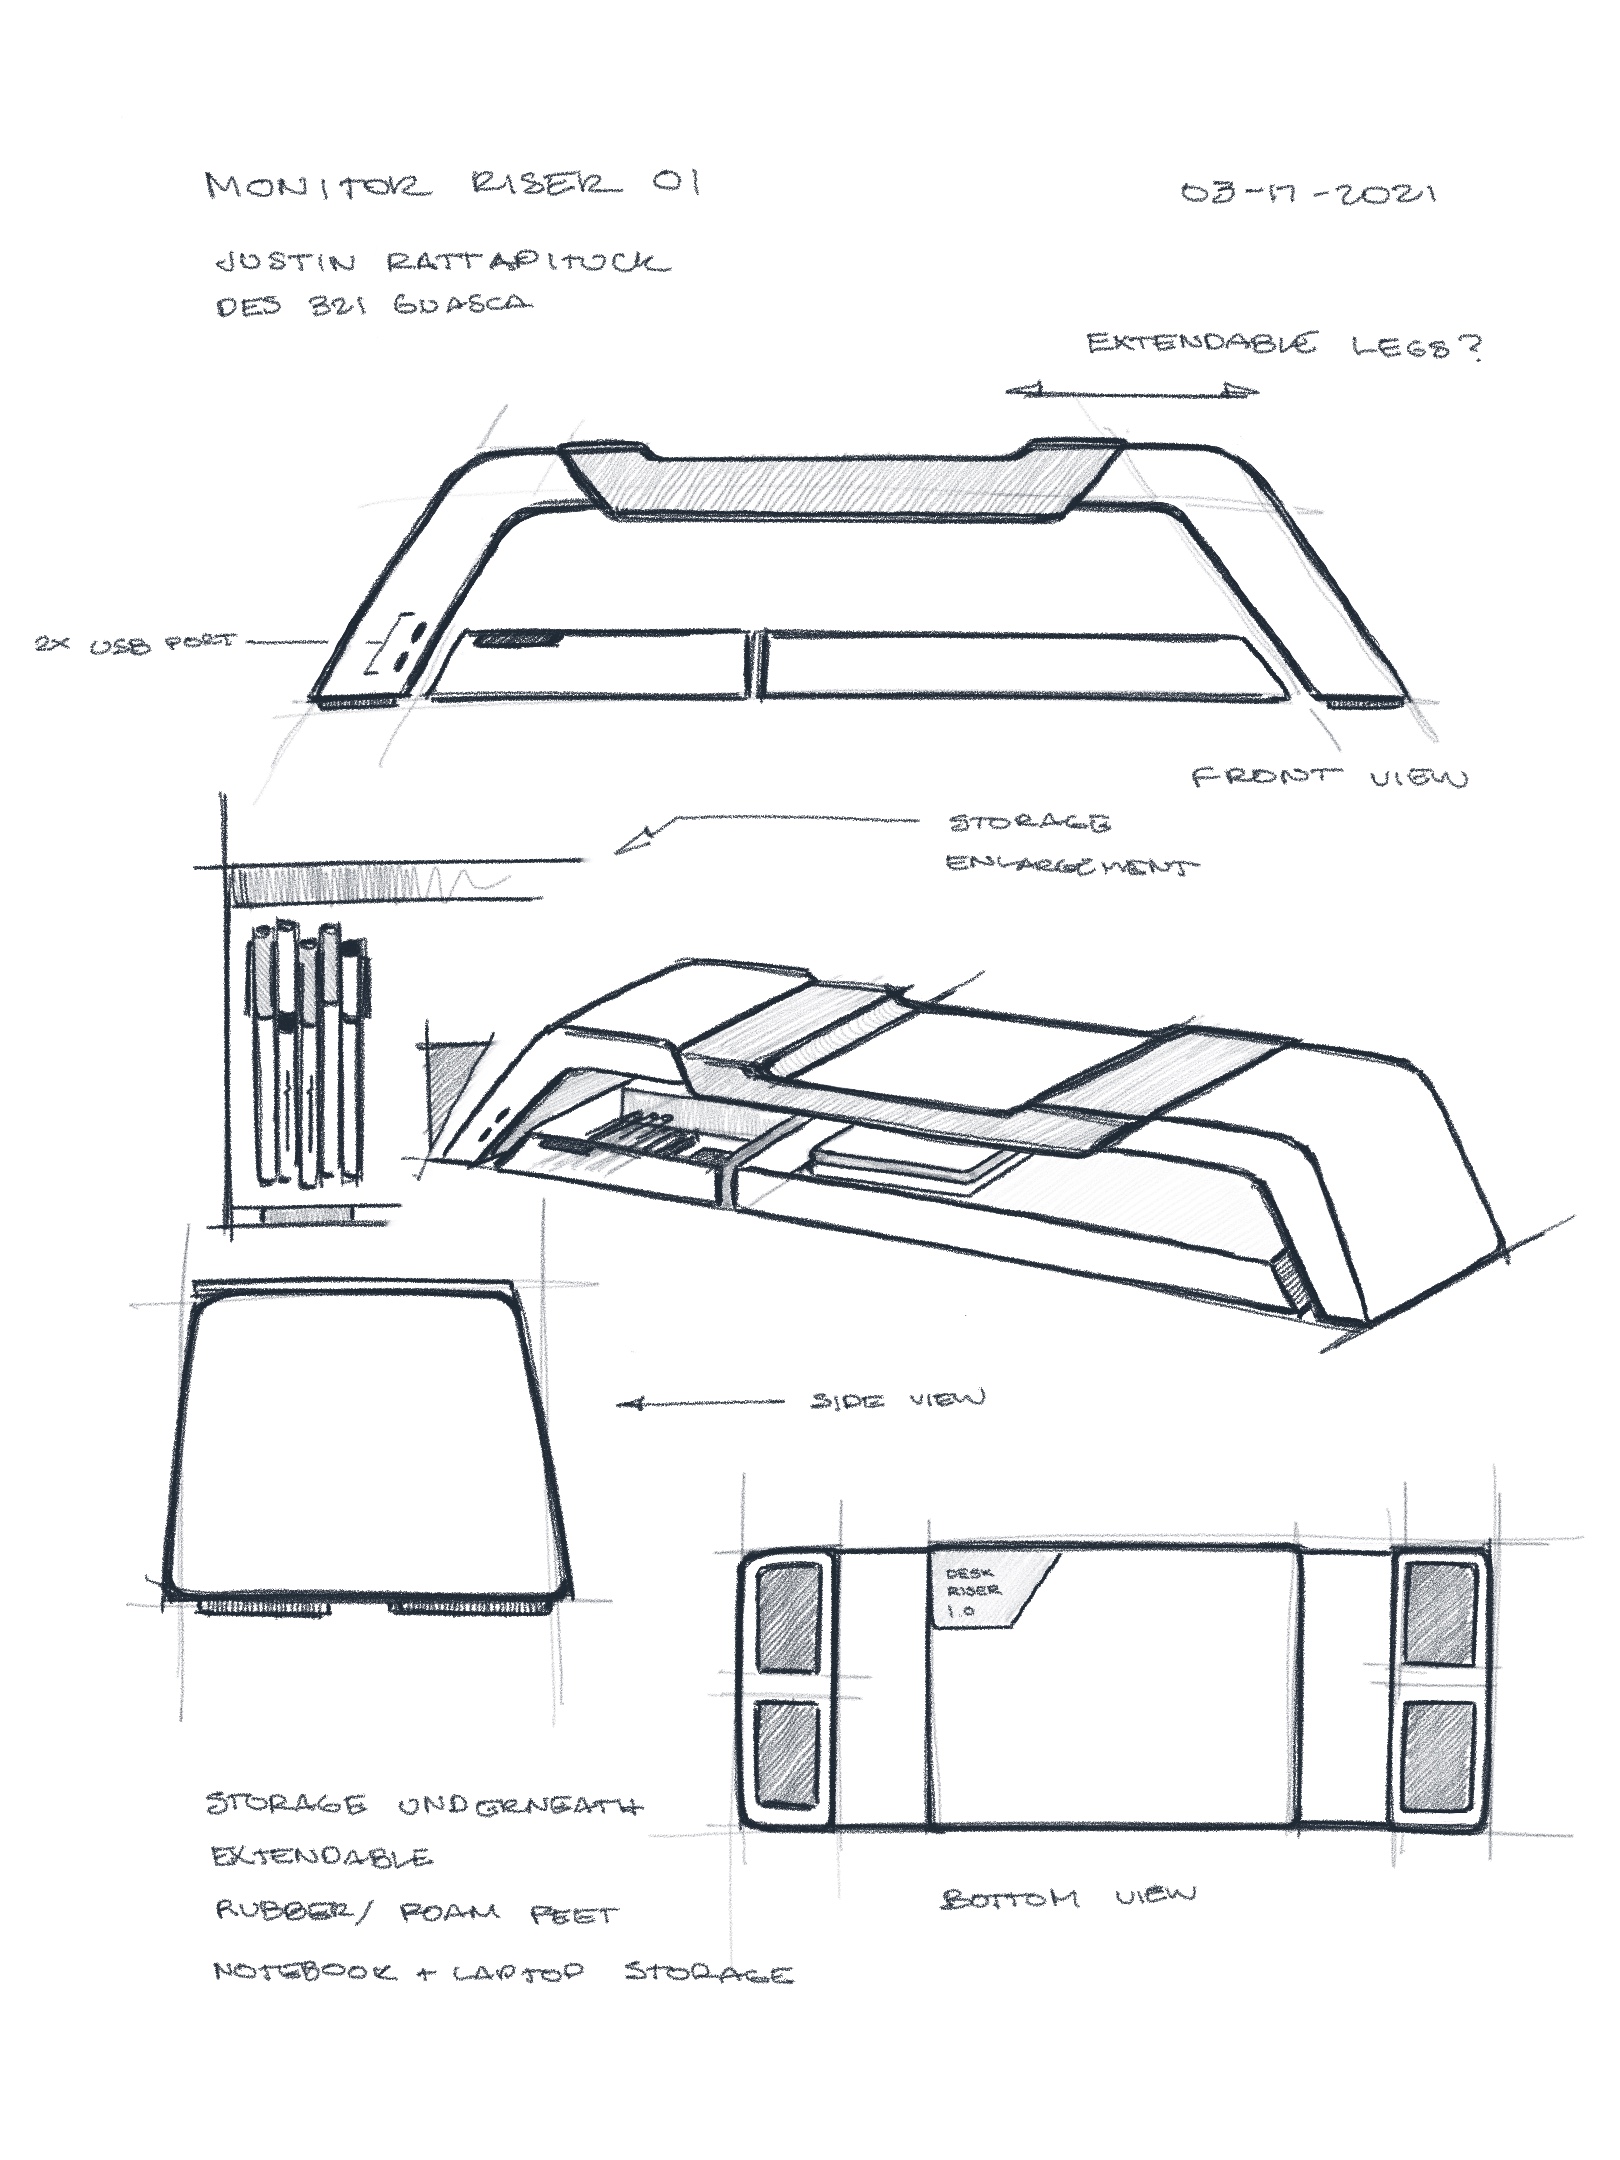 MONITOR RISER 01
03-17-2021
JUSTIN RATTAPITUCK
DES 321 GUASCA
EXTENDABLE LEGS?
2X USB PORT
FRONT VIEW
STORAGE
ENLARGEMENT
SIDE VIEW
DESK
RISER
1.0
BOTTOM VIEW
STORAGE UNDERNEATH
EXTENDABLE
RUBBER/ FOAM FEET
NOTEBOOK + LAPTOP STORAGE